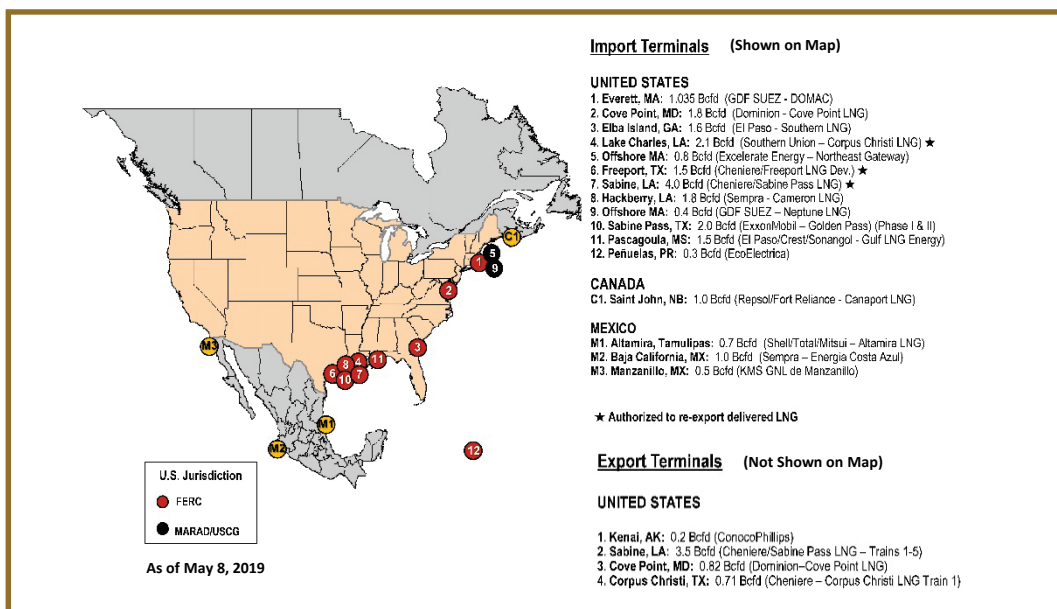 Import Terminals (Shown on Map)
UNITED STATES
1. Everett, MA: 1.035 Bcfd (GDF SUEZ - DOMAC)
2. Cove Point, MD: 1.8 Bcfd (Dominion - Cove Point LNG)
3. Elba Island, GA: 1.6 Bcfd (El Paso - Southern LNG)
4. Lake Charles, LA: 2.1 Bcfd (Southern Union – Corpus Christi LNG) ★
5. Offshore MA: 0.8 Bcfd (Excelerate Energy – Northeast Gateway)
6. Freeport, TX: 1.5 Bcfd (Cheniere/Freeport LNG Dev.) ★
7. Sabine, LA: 4.0 Bcfd (Cheniere/Sabine Pass LNG) ★
8. Hackberry, LA: 1.8 Bcfd (Sempra - Cameron LNG)
9. Offshore MA: 0.4 Bcfd (GDF SUEZ – Neptune LNG)
10. Sabine Pass, TX: 2.0 Bcfd (ExxonMobil – Golden Pass) (Phase I & II)
11. Pascagoula, MS: 1.5 Bcfd (El Paso/Crest/Sonangol - Gulf LNG Energy)
12. Peñuelas, PR: 0.3 Bcfd (EcoElectrica)
CANADA
C1. Saint John, NB: 1.0 Bcfd (Repsol/Fort Reliance - Canaport LNG)
MEXICO
M1. Altamira, Tamulipas: 0.7 Bcfd (Shell/Total/Mitsui – Altamira LNG)
M2. Baja California, MX: 1.0 Bcfd (Sempra – Energia Costa Azul)
M3. Manzanillo, MX: 0.5 Bcfd (KMS GNL de Manzanillo)
★ Authorized to re-export delivered LNG
Export Terminals (Not Shown on Map)
UNITED STATES
1. Kenai, AK: 0.2 Bcfd (ConocoPhillips)
2. Sabine, LA: 3.5 Bcfd (Cheniere/Sabine Pass LNG – Trains 1-5)
3. Cove Point, MD: 0.82 Bcfd (Dominion–Cove Point LNG)
4. Corpus Christi, TX: 0.71 Bcfd (Cheniere – Corpus Christi LNG Train 1)
C1
5
1
9
2
M3
3
8
4
11
6
7
10
M1
M2
12
U.S. Jurisdiction
FERC
MARAD/USCG
As of May 8, 2019